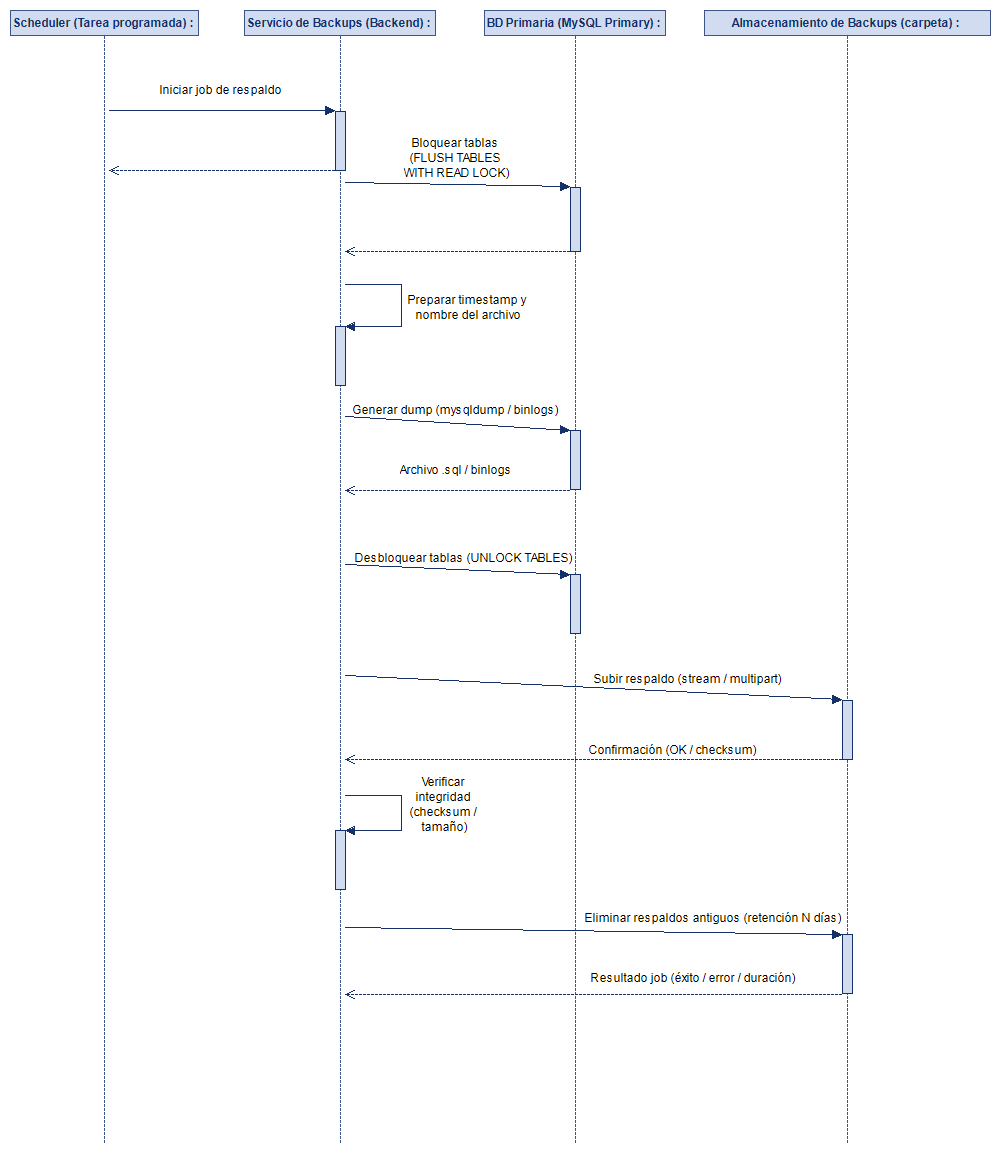 Scheduler (Tarea programada) :
Servicio de Backups (Backend) :
BD Primaria (MySQL Primary) :
Almacenamiento de Backups (carpeta) :
Iniciar job de respaldo
Bloquear tablas
(FLUSH TABLES
WITH READ LOCK)
Preparar timestamp y
nombre del archivo
Generar dump (mysqldump / binlogs)
Archivo .sql / binlogs
Desbloquear tablas (UNLOCK TABLES)
Subir respaldo (stream / multipart)
Confirmación (OK / checksum)
Verificar
integridad
(checksum /
tamaño)
Eliminar respaldos antiguos (retención N días)
Resultado job (éxito / error / duración)